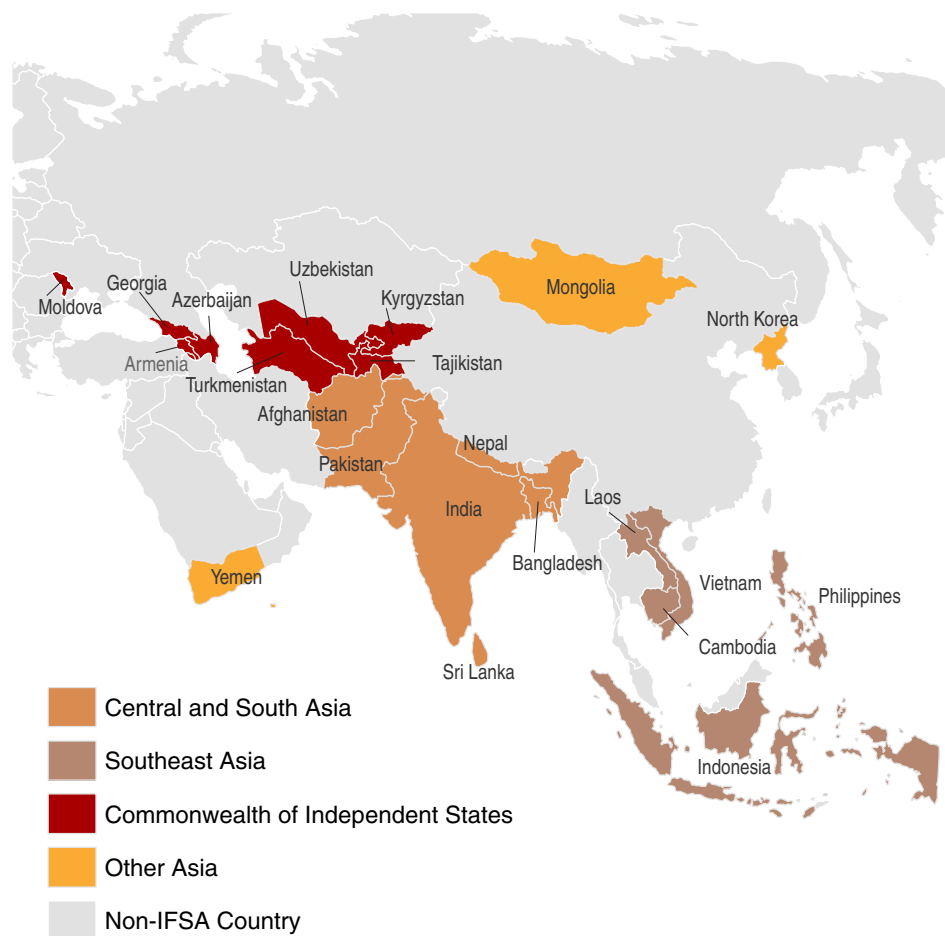 Uzbekistan
Georgia
Azerbaijan
Moldova
Kyrgyzstan
Mongolia
North Korea
Armenia
Tajikistan
Turkmenistan
Afghanistan
Nepal
Pakistan
Laos
India
Bangladesh
Yemen
Vietnam
Philippines
Cambodia
Sri Lanka
Indonesia
Central and South Asia
Southeast Asia
Commonwealth of Independent States
Other Asia
Non-IFSA Country